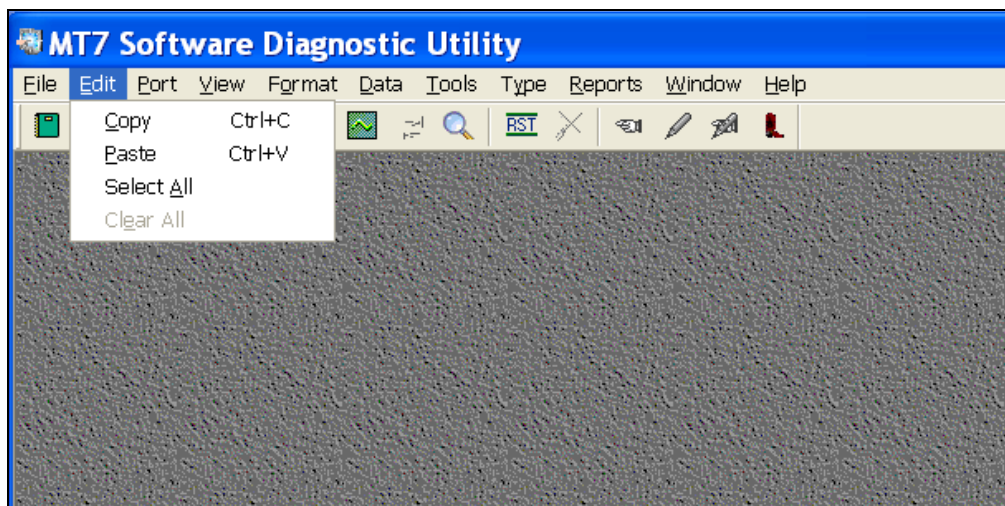 MT7 Software Diagnostic Utility
File Edit Port View Format Data Tools Type Reports Window Help
RST
Copy Ctrl+C
Paste Ctrl+V
Select All
Clear All